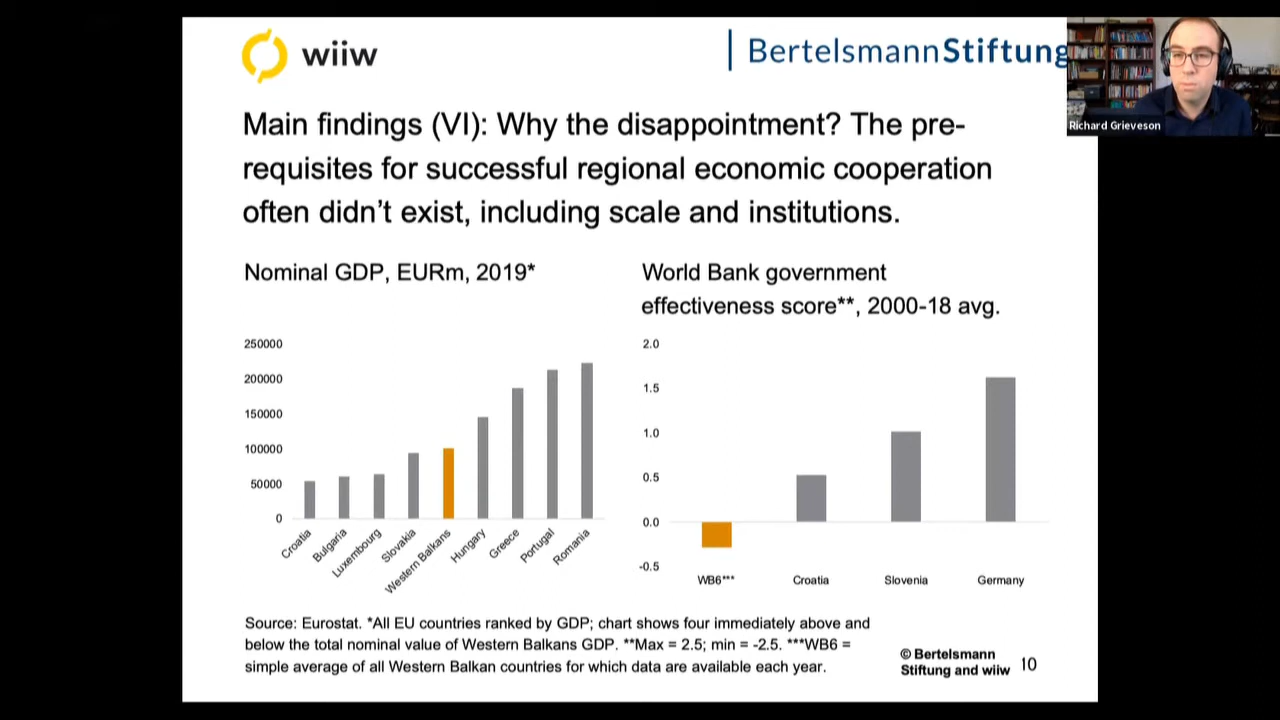 wiiw
BertelsmannStiftung
Richard Grieveson
Main findings (VI): Why the disappointment? The pre-
requisites for successful regional economic cooperation
often didn't exist, including scale and institutions.
Nominal GDP, EURm, 2019*
250000
200000
150000
100000
50000
0
Croatia
Bulgaria
Luxembourg
Slovakia
Western Balkans
Hungary
Greece
Portugal
Romania
World Bank government
effectiveness score**, 2000-18 avg.
2.0
1.5
1.0
0.5
0.0
-0.5
WB6***
Croatia
Slovenia
Germany
Source: Eurostat. *All EU countries ranked by GDP; chart shows four immediately above and
below the total nominal value of Western Balkans GDP. **Max = 2.5; min = -2.5. ***WB6 =
simple average of all Western Balkan countries for which data are available each year.
© Bertelsmann
Stiftung and wiiw
10